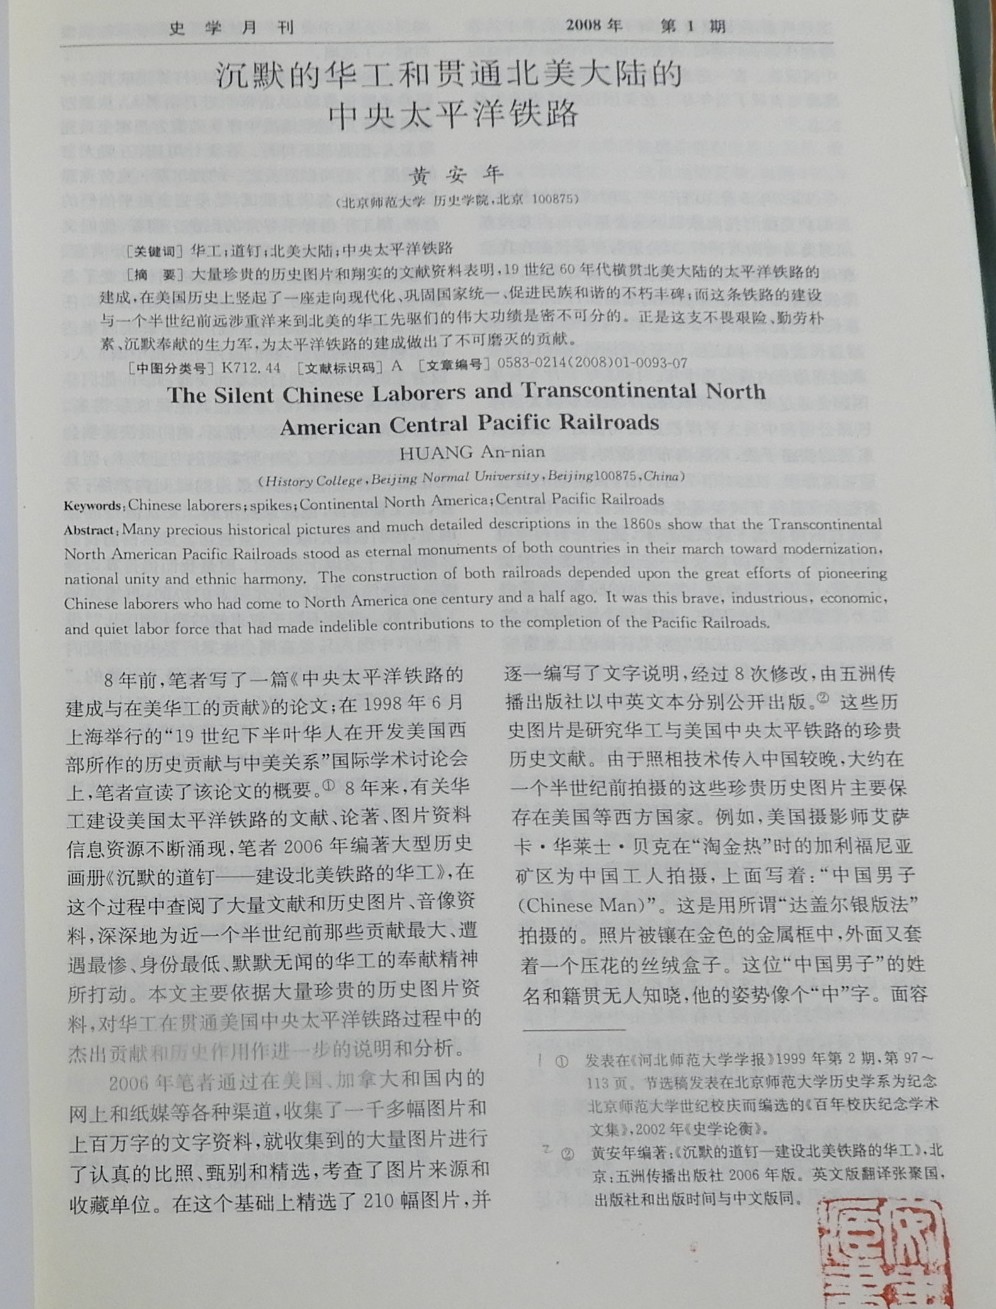 史学月刊 2008年 第1期
沉默的华工和贯通北美大陆的
中央太平洋铁路
黄安年
(北京师范大学 历史学院,北京 100875)
[关键词] 华工;道钉;北美大陆;中央太平洋铁路
[摘 要] 大量珍贵的历史图片和翔实的文献资料表明,19世纪60年代横贯北美大陆的太平洋铁路的
建成,在美国历史上竖起了一座走向现代化、巩固国家统一、促进民族和谐的不朽丰碑;而这条铁路的建设
与一个半世纪前远涉重洋来到北美的华工先驱们的伟大功绩是密不可分的。正是这支不畏艰险、勤劳朴
素、沉默奉献的生力军,为太平洋铁路的建成做出了不可磨灭的贡献。
[中图分类号] K712.44 [文献标识码] A [文章编号] 0583-0214(2008)01-0093-07
The Silent Chinese Laborers and Transcontinental North
American Central Pacific Railroads
HUANG An-nian
(History College, Beijing Normal University, Beijing100875, China)
Keywords: Chinese laborers; spikes; Continental North America; Central Pacific Railroads
Abstract: Many precious historical pictures and much detailed descriptions in the 1860s show that the Transcontinental
North American Pacific Railroads stood as eternal monuments of both countries in their march toward modernization,
national unity and ethnic harmony. The construction of both railroads depended upon the great efforts of pioneering
Chinese laborers who had come to North America one century and a half ago. It was this brave, industrious, economic,
and quiet labor force that had made indelible contributions to the completion of the Pacific Railroads.
8年前,笔者写了一篇《中央太平洋铁路的
建成与在美华工的贡献》的论文;在1998年6月
上海举行的“19世纪下半叶华人在开发美国西
部所作的历史贡献与中美关系”国际学术讨论会
上,笔者宣读了该论文的概要。① 8年来,有关华
工建设美国太平洋铁路的文献、论著、图片资料
信息资源不断涌现,笔者2006年编著大型历史
画册《沉默的道钉——建设北美铁路的华工》,在
这个过程中查阅了大量文献和历史图片、音像资
料,深深地为近一个半世纪前那些贡献最大、遭
遇最惨、身份最低、默默无闻的华工的奉献精神
所打动。本文主要依据大量珍贵的历史图片资
料,对华工在贯通美国中央太平洋铁路过程中的
杰出贡献和历史作用作进一步的说明和分析。
2006年笔者通过在美国、加拿大和国内的
网上和纸媒等各种渠道,收集了一千多幅图片和
上百万字的文字资料,就收集到的大量图片进行
了认真的比照、甄别和精选,考查了图片来源和
收藏单位。在这个基础上精选了210幅图片,并
逐一编写了文字说明,经过8次修改,由五洲传
播出版社以中英文本分别公开出版。② 这些历
史图片是研究华工与美国中央太平铁路的珍贵
历史文献。由于照相技术传入中国较晚,大约在
一个半世纪前拍摄的这些珍贵历史图片主要保
存在美国等西方国家。例如,美国摄影师艾萨
卡·华莱士·贝克在“淘金热”时的加利福尼亚
矿区为中国工人拍摄,上面写着:“中国男子
(Chinese Man)”。这是用所谓“达盖尔银版法”
拍摄的。照片被镶在金色的金属框中,外面又套
着一个压花的丝绒盒子。这位“中国男子”的姓
名和籍贯无人知晓,他的姿势像个“中”字。面容
① 发表在《河北师范大学学报》1999年第2期,第97~
113页。节选稿发表在北京师范大学历史学系为纪念
北京师范大学世纪校庆而编选的《百年校庆纪念学术
文集》,2002年《史学论衡》。
② 黄安年编著:《沉默的道钉—建设北美铁路的华工》,北
京:五洲传播出版社2006年版。英文版翻译张聚国,
出版社和出版时间与中文版同。